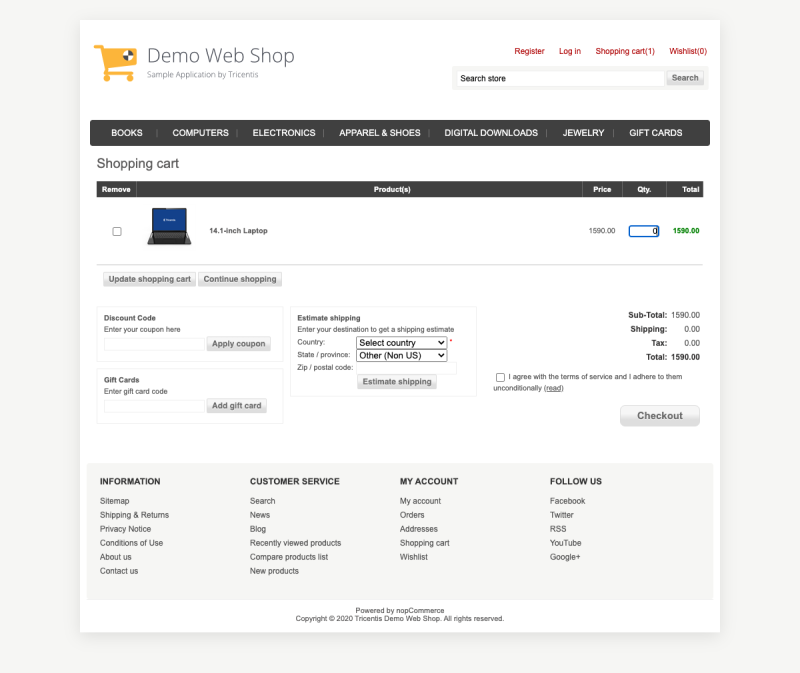 Demo Web Shop
Sample Application by Tricentis
Register Log in Shopping cart(1) Wishlist(0)
Search store Search
BOOKS | COMPUTERS | ELECTRONICS | APPAREL & SHOES | DIGITAL DOWNLOADS | JEWELRY | GIFT CARDS
Shopping cart
Remove Product(s) Price Qty. Total
14.1-inch Laptop 1590.00 0 1590.00
Update shopping cart Continue shopping
Discount Code
Enter your coupon here
Apply coupon
Gift Cards
Enter gift card code
Add gift card
Estimate shipping
Enter your destination to get a shipping estimate
Country: Select country *
State / province: Other (Non US)
Zip / postal code:
Estimate shipping
Sub-Total: 1590.00
Shipping: 0.00
Tax: 0.00
Total: 1590.00
I agree with the terms of service and I adhere to them
unconditionally (read)
Checkout
INFORMATION
Sitemap
Shipping & Returns
Privacy Notice
Conditions of Use
About us
Contact us
CUSTOMER SERVICE
Search
News
Blog
Recently viewed products
Compare products list
New products
MY ACCOUNT
My account
Orders
Addresses
Shopping cart
Wishlist
FOLLOW US
Facebook
Twitter
RSS
YouTube
Google+
Powered by nopCommerce
Copyright © 2020 Tricentis Demo Web Shop. All rights reserved.